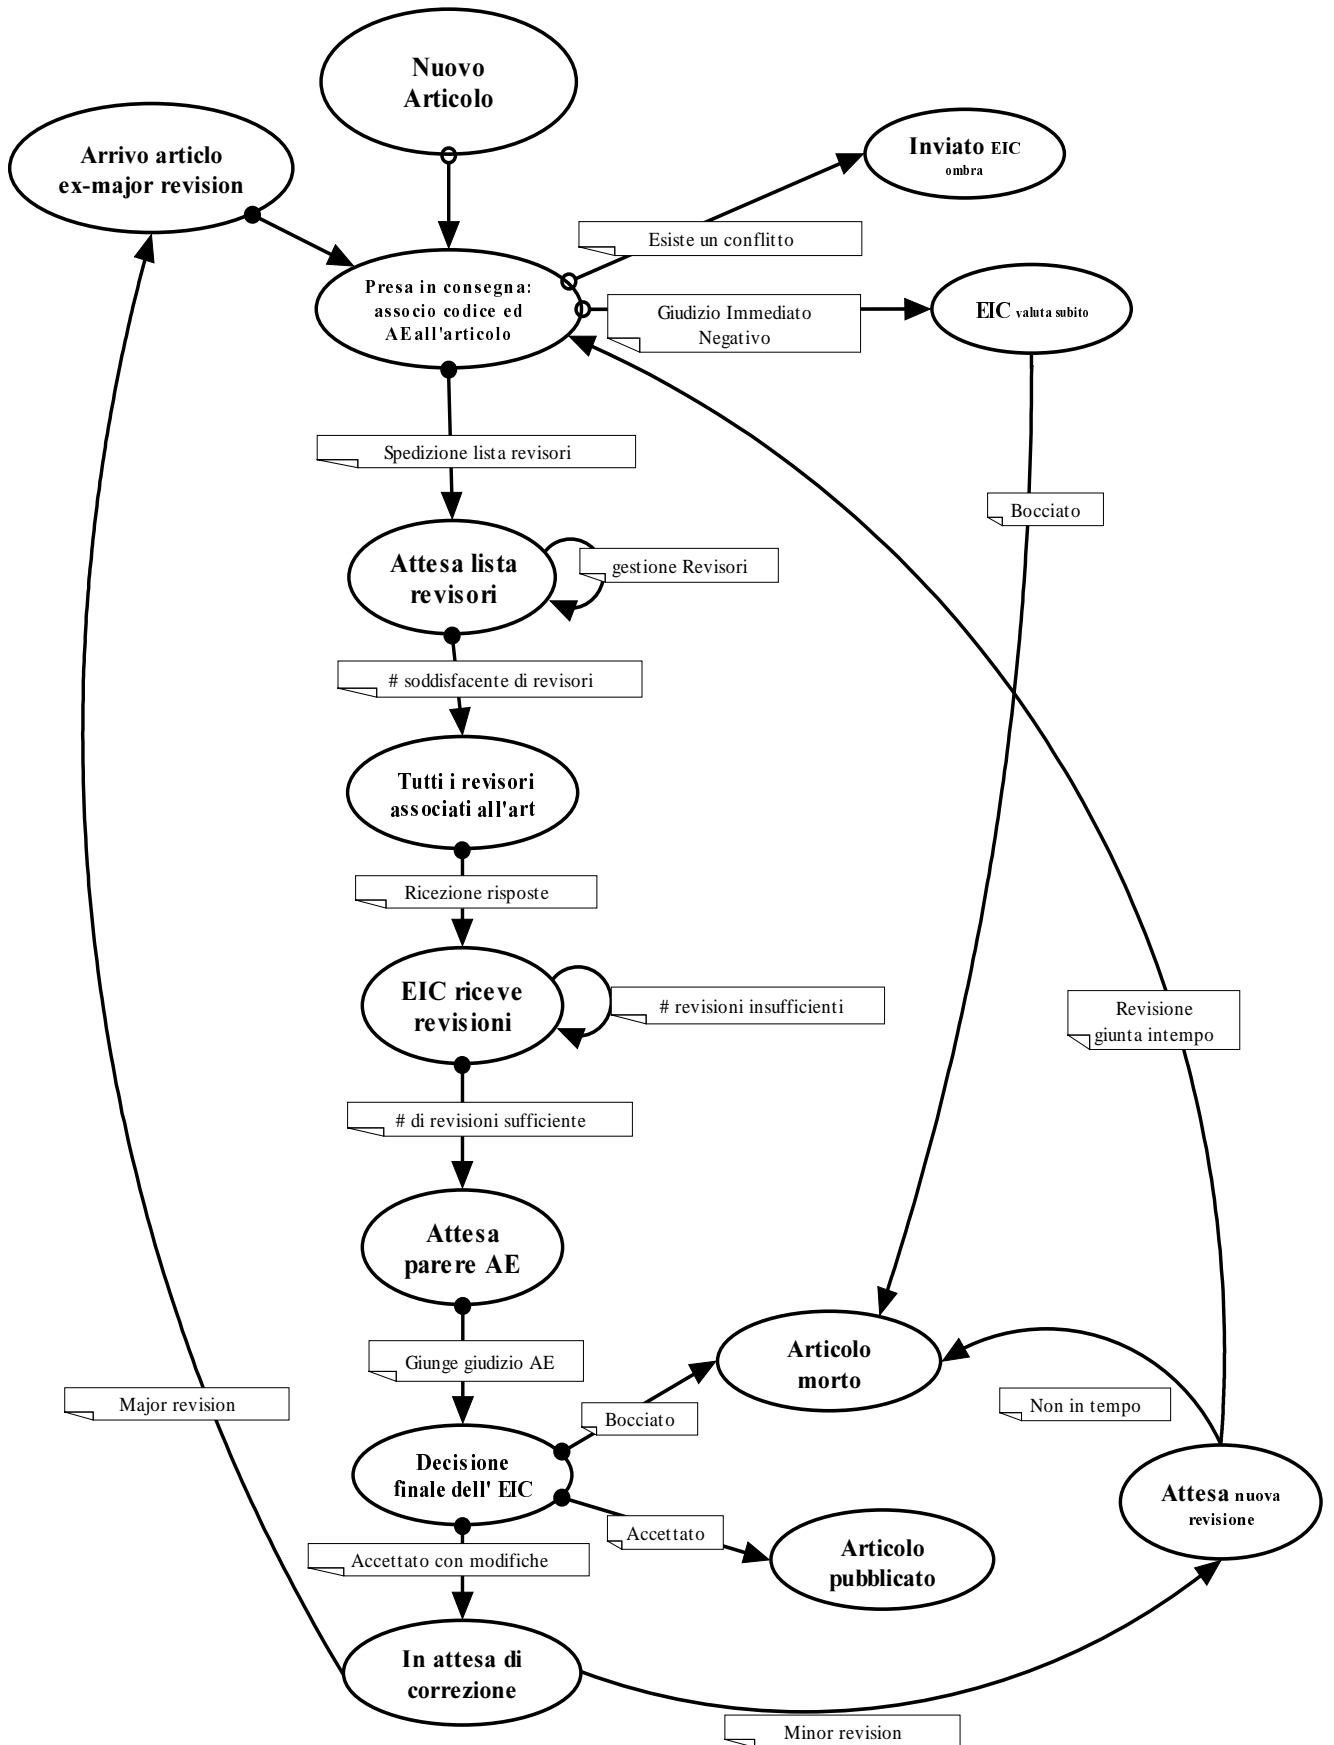 Nuovo
Articolo
Arrivo articlo
ex-major revision
Inviato EIC
ombra
Esiste un conflitto
Presa in consegna:
associo codice ed
AE all'articolo
Giudizio Immediato
Negativo
EIC valuta subito
Spedizione lista revisori
Bocciato
Attesa lista
revisori
gestione Revisori
# soddisfacente di revisori
Tutti i revisori
associati all'art
Ricezione risposte
EIC riceve
revisioni
# revisioni insufficienti
Revisione
giunta intempo
# di revisioni sufficiente
Attesa
parere AE
Giunge giudizio AE
Articolo
morto
Major revision
Bocciato
Non in tempo
Decisione
finale dell' EIC
Attesa nuova
revisione
Accettato
Accettato con modifiche
Articolo
pubblicato
In attesa di
correzione
Minor revision